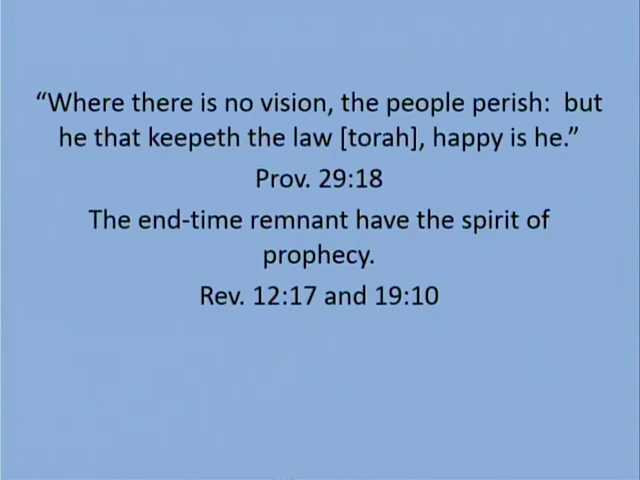 “Where there is no vision, the people perish:  but
he that keepeth the law [torah], happy is he.”
Prov. 29:18
The end-time remnant have the spirit of
prophecy.
Rev. 12:17 and 19:10